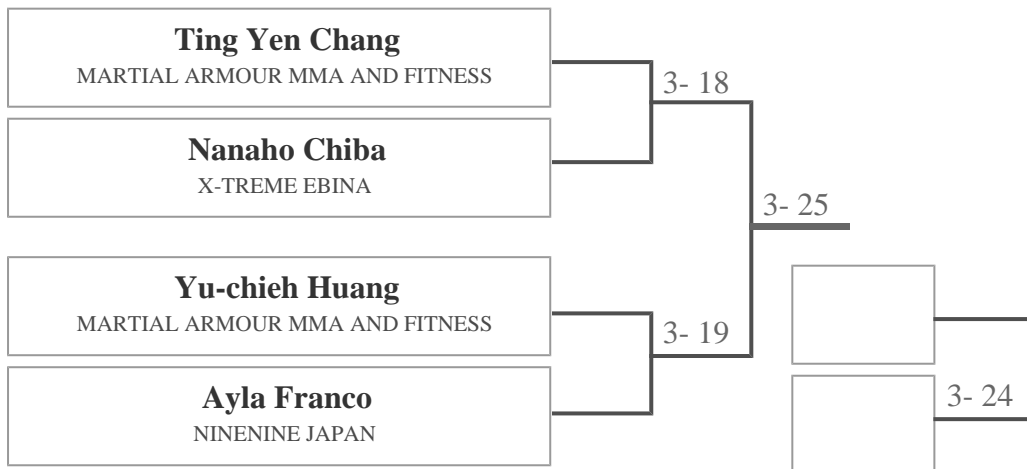 Ting Yen Chang
MARTIAL ARMOUR MMA AND FITNESS
3- 18
Nanaho Chiba
X-TREME EBINA
3- 25
Yu-chieh Huang
MARTIAL ARMOUR MMA AND FITNESS
3- 19
Ayla Franco
NINENINE JAPAN
3- 24